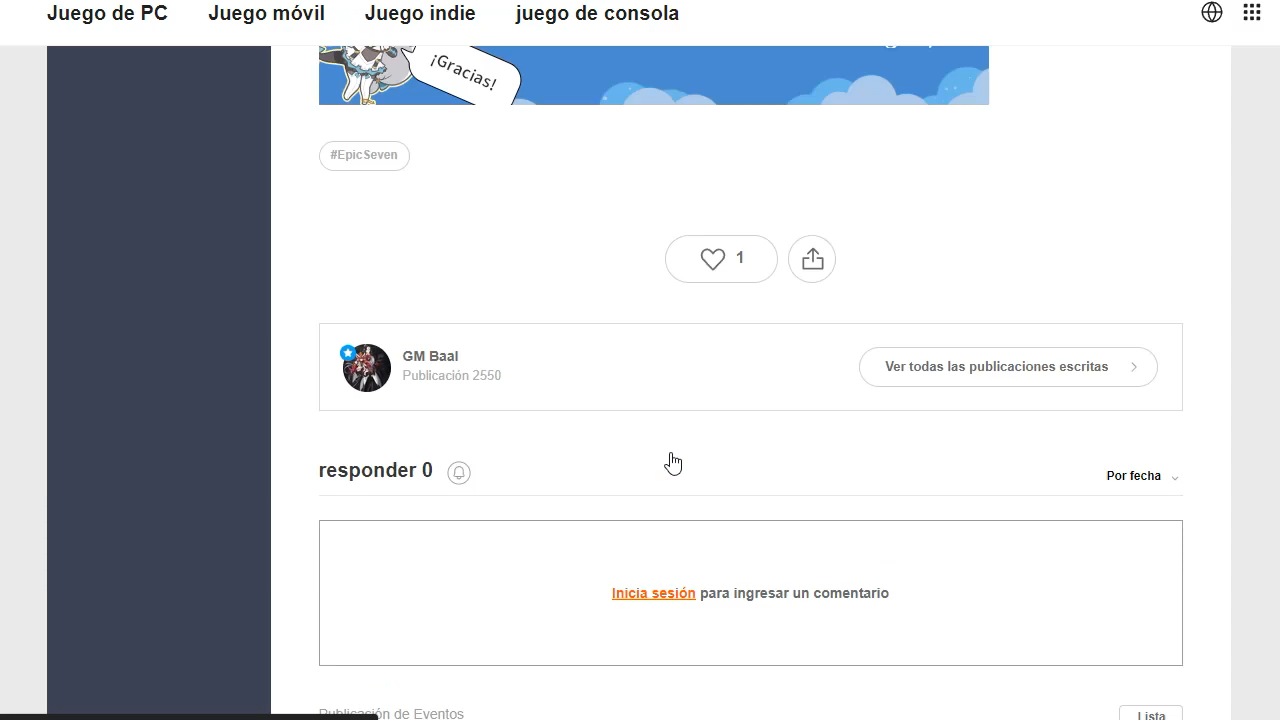 Juego de PC Juego móvil Juego indie juego de consola
¡Gracias!
#EpicSeven
1
GM Baal
Publicación 2550
Ver todas las publicaciones escritas
responder 0
Por fecha
Inicia sesión para ingresar un comentario
Publicación de Eventos
Lista